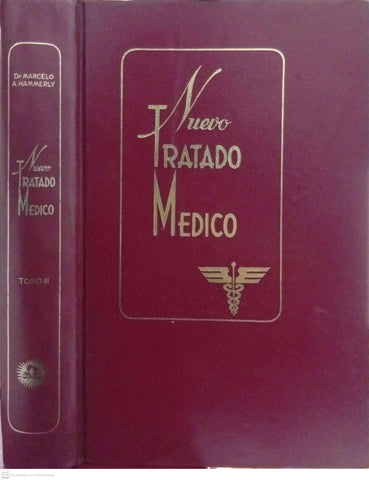 Dr. MARCELO
A. HAMMERLY
Nuevo
TRATADO
MEDICO
TOMO III
Nuevo
TRATADO
MEDICO